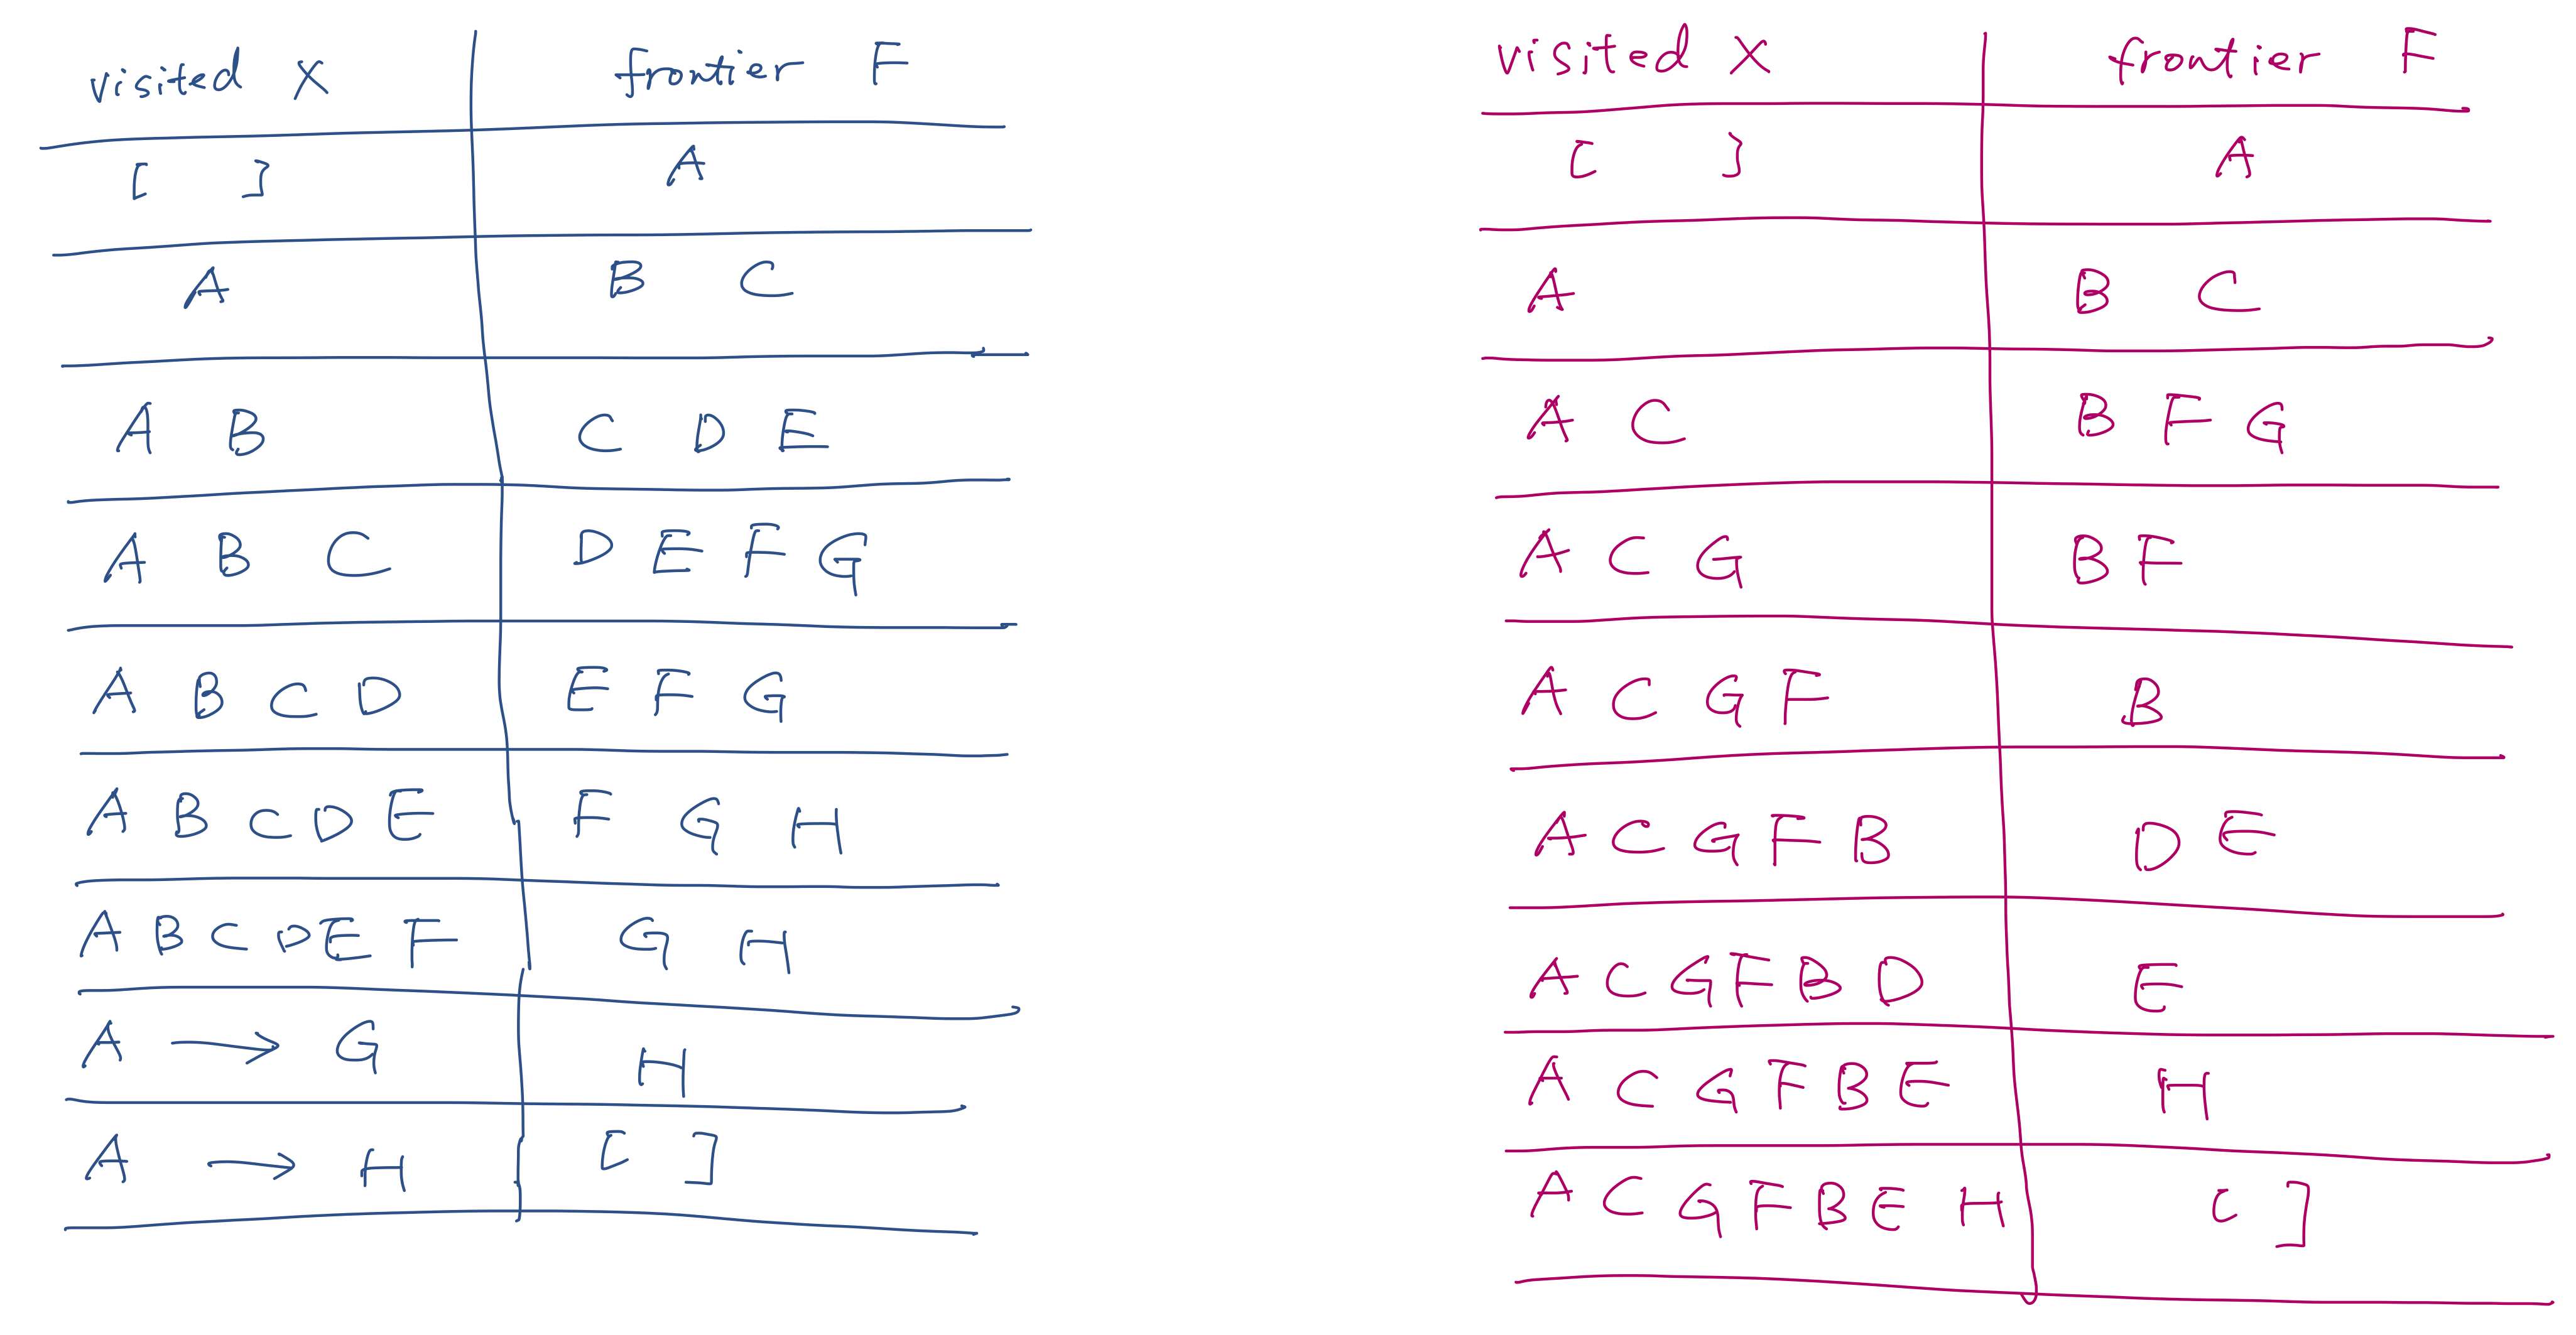 visited X frontier F
[ ] A
A B C
A B C D E
A B C D E F G
A B C D E F G
A B C D E F G H
A B C D E F G H
A → G H
A → H [ ]
visited X frontier F
[ ] A
A B C
A C B F G
A C G B F
A C G F B
A C G F B D E
A C G F B D E
A C G F B E H
A C G F B E H [ ]